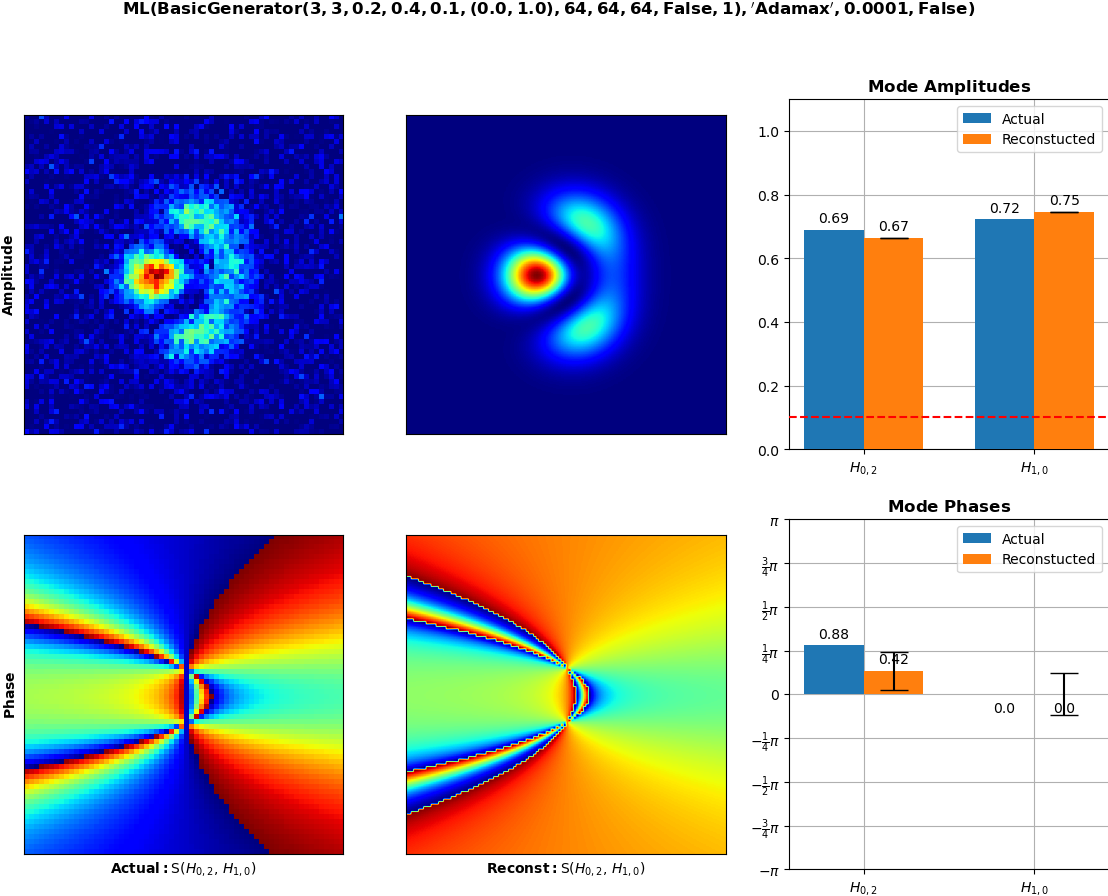 ML(BasicGenerator(3, 3, 0.2, 0.4, 0.1, (0.0, 1.0), 64, 64, 64, False, 1), 'Adamax', 0.0001, False)
Amplitude
Mode Amplitudes
Actual
Reconstucted
1.0
0.8
0.6
0.4
0.2
0.0
0.69
0.67
0.72
0.75
H0, 2
H1, 0
Phase
Actual: S(H0, 2, H1, 0)
Reconst: S(H0, 2, H1, 0)
Mode Phases
Actual
Reconstucted
π
3/4π
1/2π
1/4π
0
−1/4π
−1/2π
−3/4π
−π
0.88
0.42
0.0
0.0
H0, 2
H1, 0